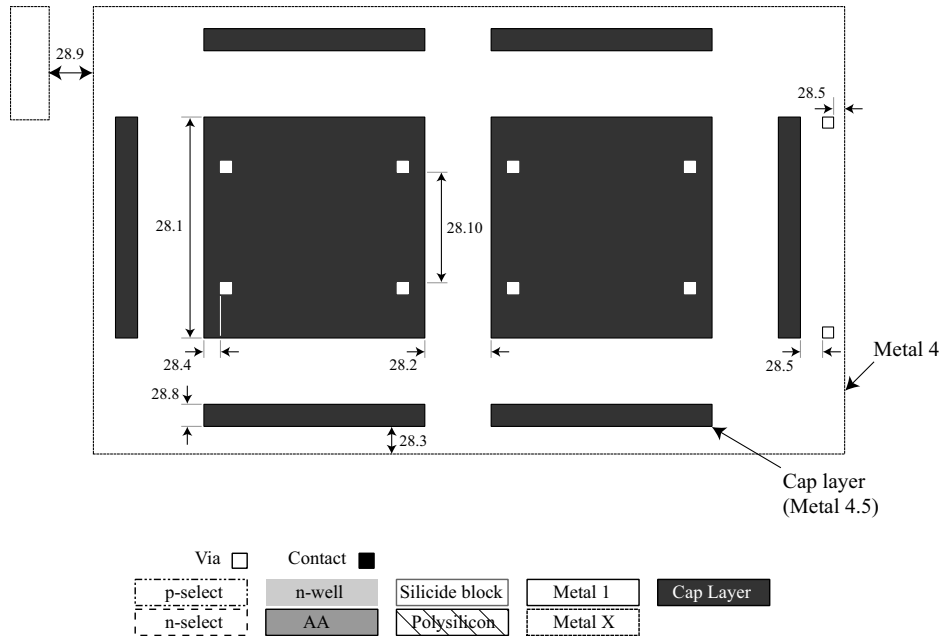 28.9
28.5
28.1
28.10
28.4
28.2
28.5
Metal 4
28.8
28.3
Cap layer
(Metal 4.5)
Via
Contact
p-select
n-well
Silicide block
Metal 1
Cap Layer
n-select
AA
Polysilicon
Metal X